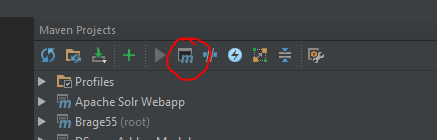 Maven Projects
Profiles
Apache Solr Webapp
Brage55 (root)